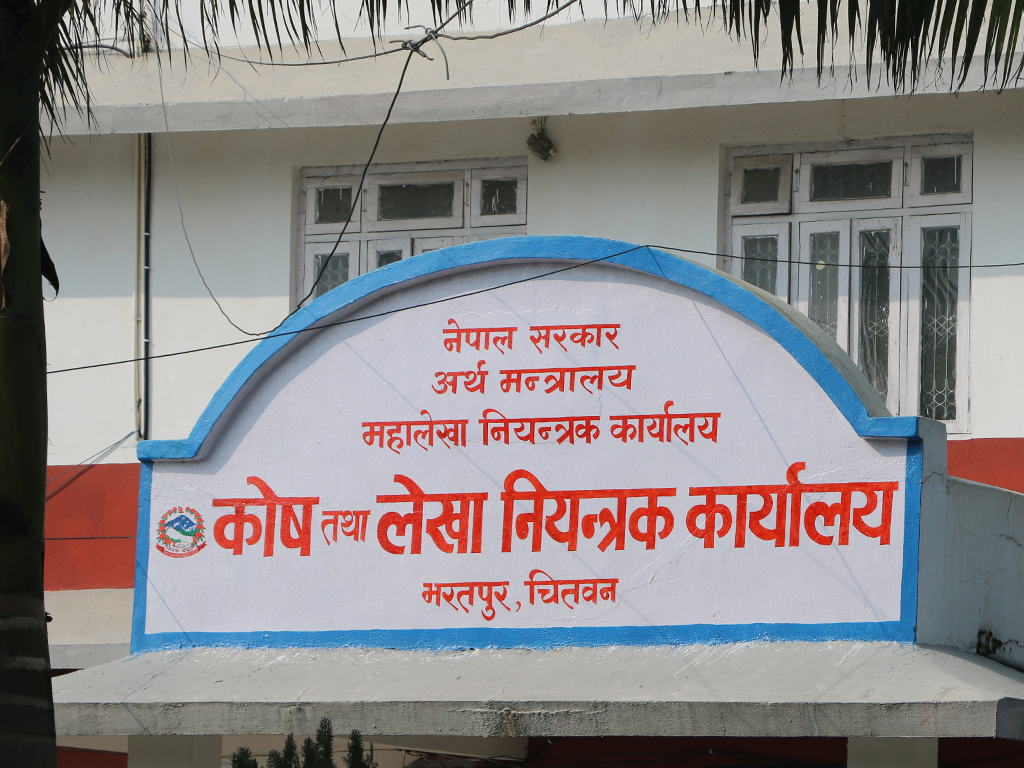 नेपाल सरकार
अर्थ मन्त्रालय
महालेखा नियन्त्रक कार्यालय
कोष तथा लेखा नियन्त्रक कार्यालय
भरतपुर, चितवन